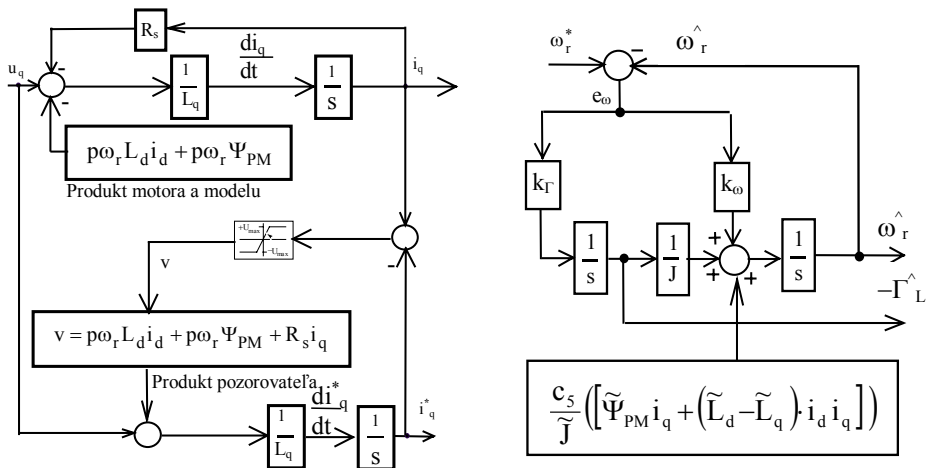 R_s
u_q
-
-
1/L_q
di_q/dt
1/s
i_q
pω_r L_d i_d + pω_r Ψ_PM
Produkt motora a modelu
+U_max
-U_max
v
-
v = pω_r L_d i_d + pω_r Ψ_PM + R_s i_q
Produkt pozorovateľa
1/L_q
di*_q/dt
1/s
i*_q
ω_r^*
-
ω^_r
e_ω
k_Γ
k_ω
1/s
1/J
+
+
+
1/s
ω^_r
-Γ^_L
c_5/J̃ ([Ψ̃_PM i_q + (L̃_d - L̃_q)· i_d i_q])